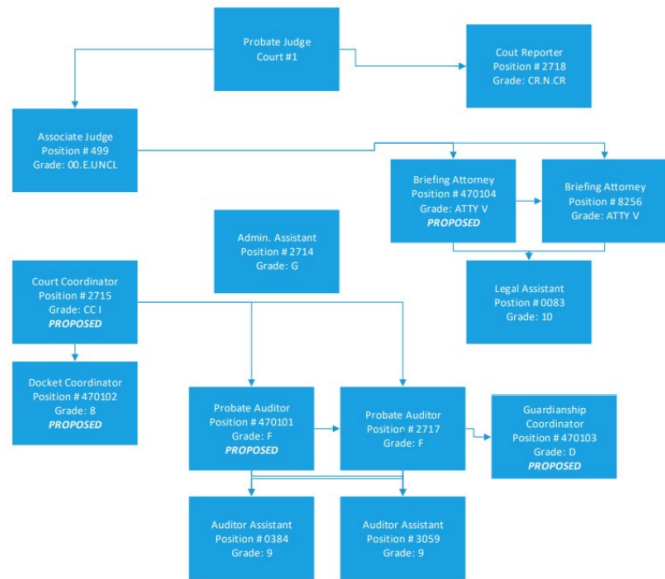 Probate Judge
Court #1
Cout Reporter
Position # 2718
Grade: CR.N.CR
Associate Judge
Position # 499
Grade: 00.E.UNCL
Briefing Attorney
Position # 470104
Grade: ATTY V
PROPOSED
Briefing Attorney
Position # 8256
Grade: ATTY V
Admin. Assistant
Position # 2714
Grade: G
Court Coordinator
Position # 2715
Grade: CC I
PROPOSED
Legal Assistant
Postion # 0083
Grade: 10
Docket Coordinator
Position # 470102
Grade: 8
PROPOSED
Probate Auditor
Position # 470101
Grade: F
PROPOSED
Probate Auditor
Position # 2717
Grade: F
Guardianship
Coordinator
Position # 470103
Grade: D
PROPOSED
Auditor Assistant
Position # 0384
Grade: 9
Auditor Assistant
Position # 3059
Grade: 9